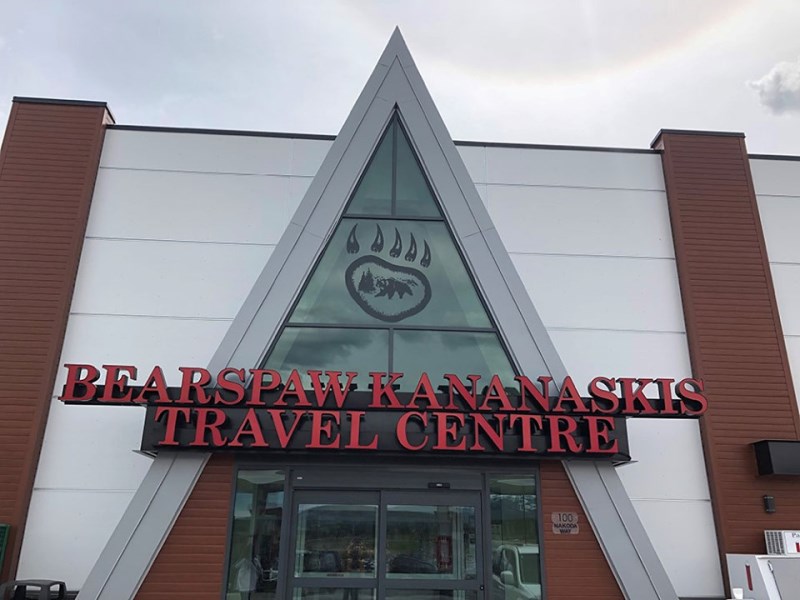 BEARSPAW KANANASKIS
TRAVEL CENTRE
100
NAKODA
WAY